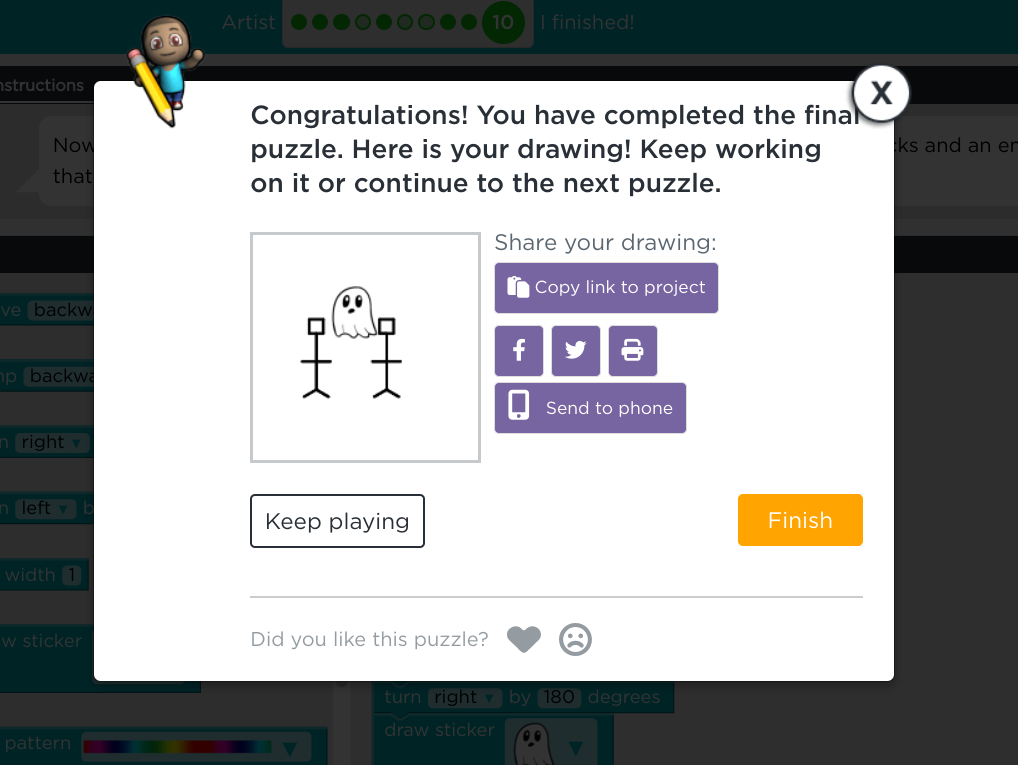 Artist 10 I finished!
nstructions
Congratulations! You have completed the final
puzzle. Here is your drawing! Keep working
on it or continue to the next puzzle.
X
Now
cks and an en
that
Share your drawing:
Copy link to project
Send to phone
ve backwa
mp backwa
n right
n left b
width 1
w sticker
Keep playing
Finish
Did you like this puzzle?
turn right by 180 degrees
draw sticker
pattern